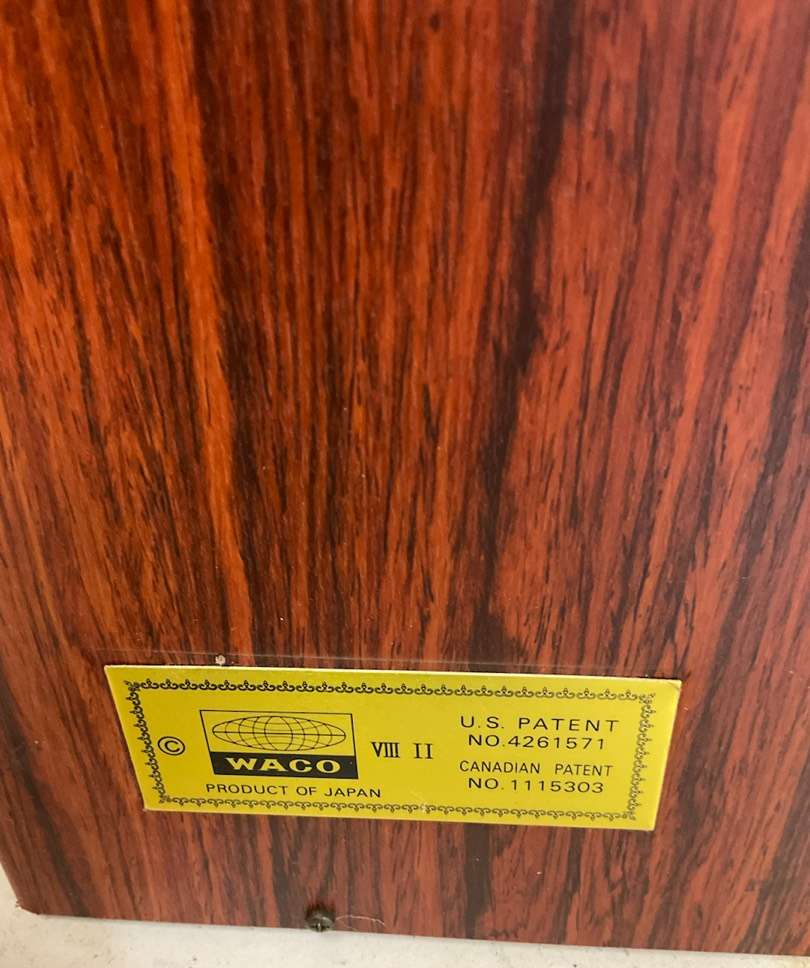 ©
WACO
VIII II
PRODUCT OF JAPAN
U.S. PATENT
NO.4261571
CANADIAN PATENT
NO.1115303